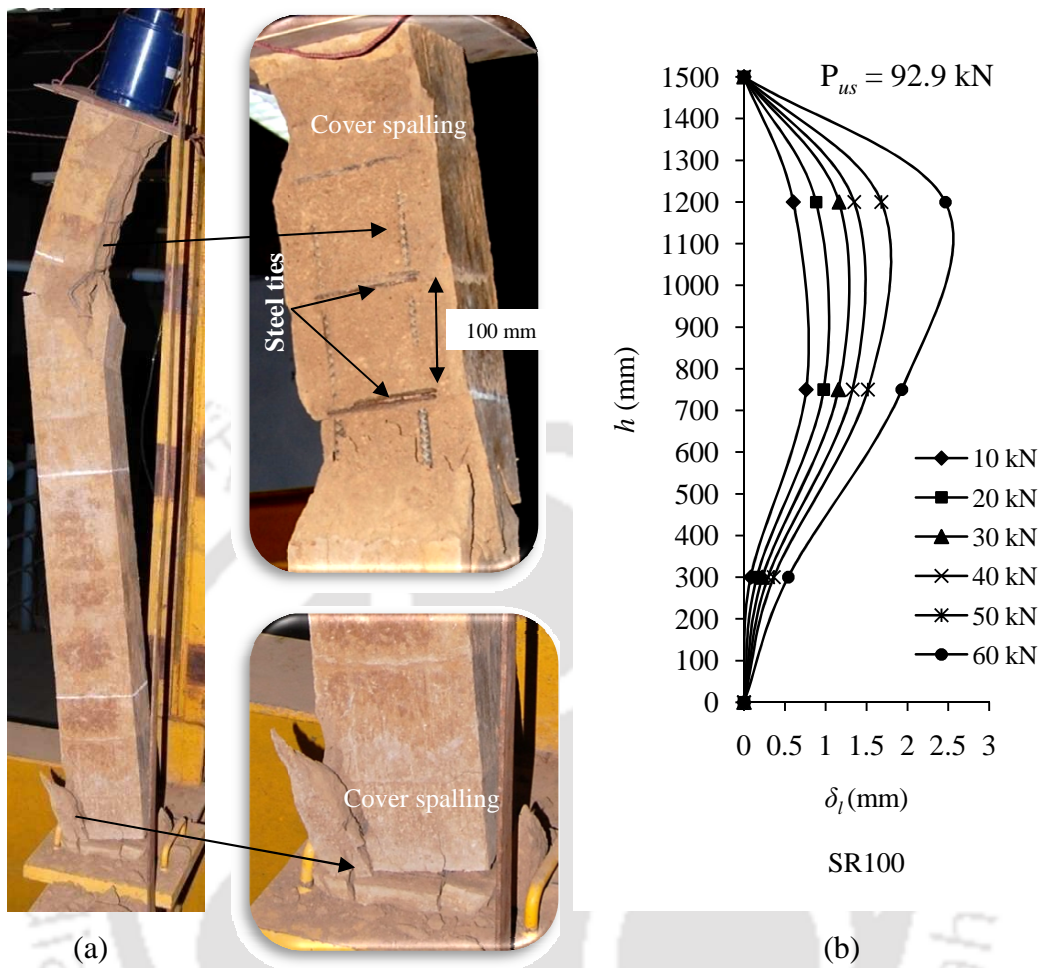 Cover spalling
Steel ties
100 mm
Cover spalling
(a)
P_us = 92.9 kN
1500
1400
1300
1200
1100
1000
900
800
700
600
500
400
300
200
100
0
h (mm)
0 0.5 1 1.5 2 2.5 3
δ_l (mm)
10 kN
20 kN
30 kN
40 kN
50 kN
60 kN
SR100
(b)